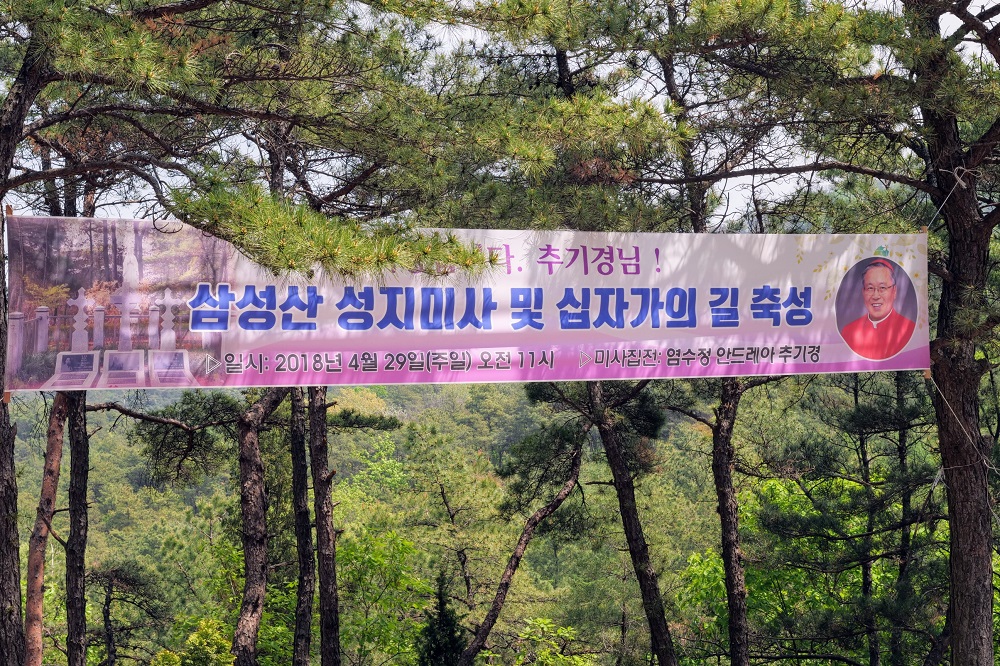 다. 추기경님 !
삼성산 성지미사 및 십자가의 길 축성
▷일시: 2018년 4월 29일(주일) 오전 11시 ▷미사집전: 염수정 안드레아 추기경